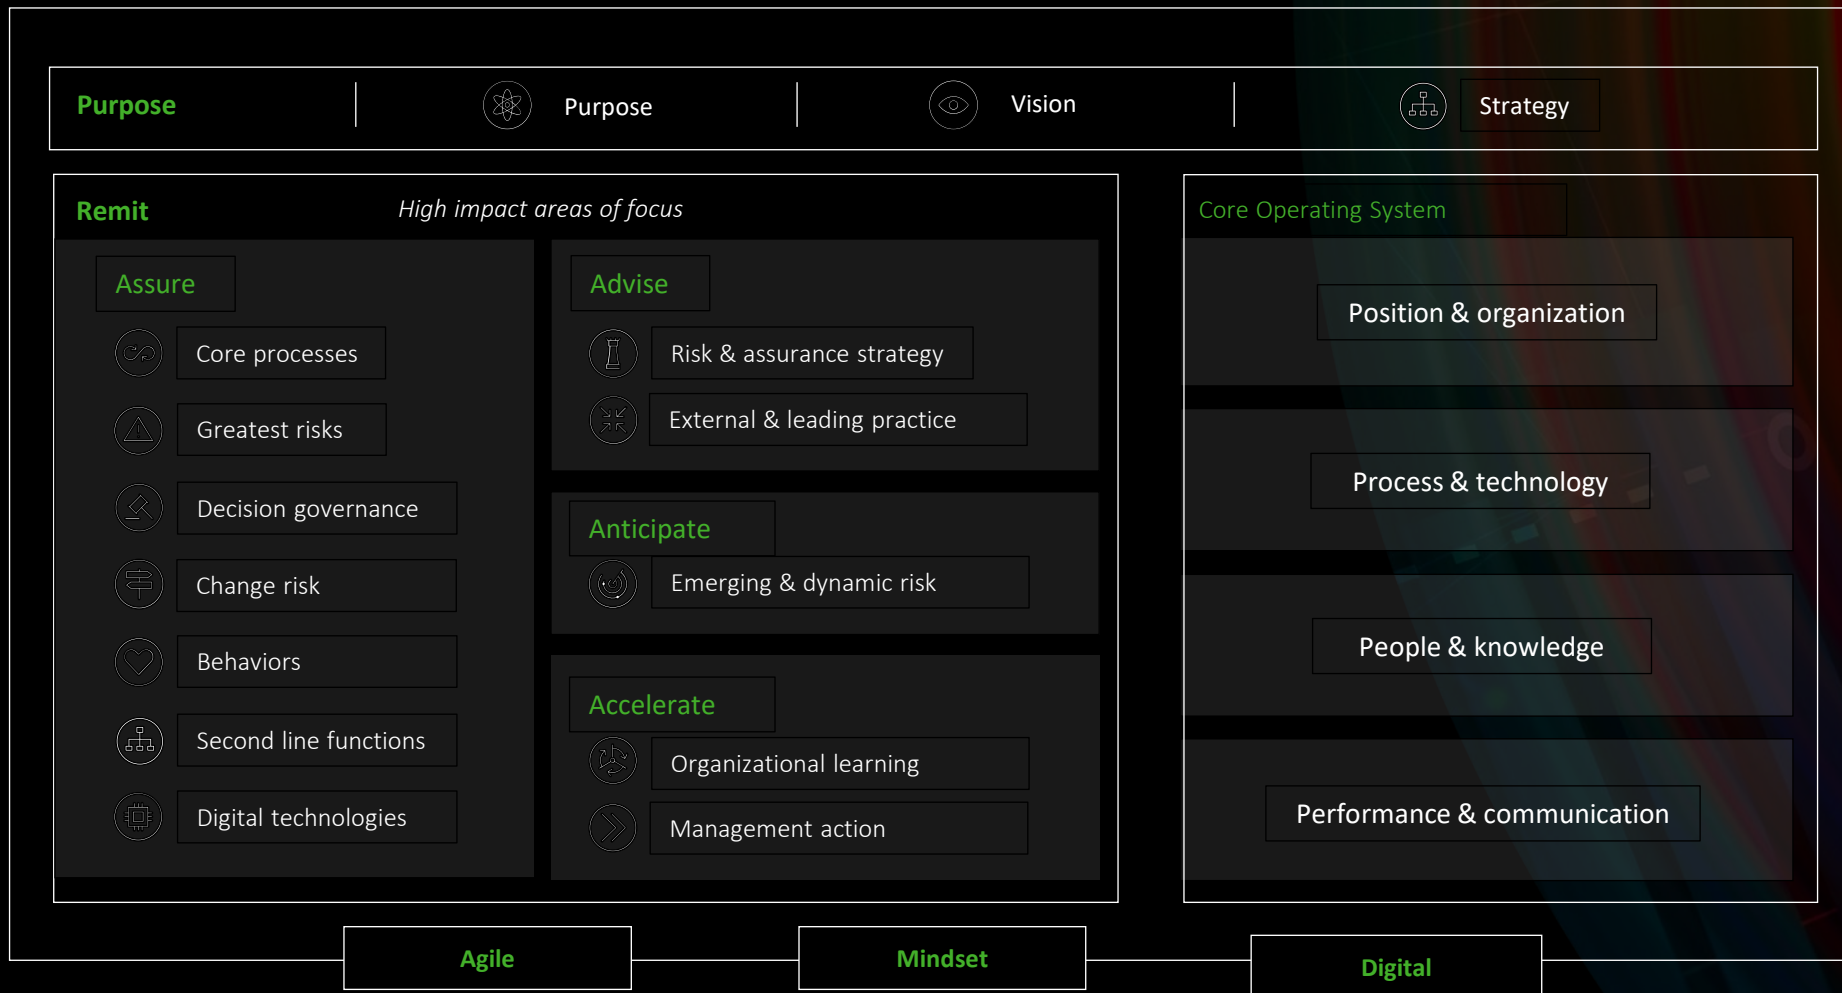 Purpose
Purpose
Vision
Strategy
Remit
High impact areas of focus
Assure
Core processes
Greatest risks
Decision governance
Change risk
Behaviors
Second line functions
Digital technologies
Advise
Risk & assurance strategy
External & leading practice
Anticipate
Emerging & dynamic risk
Accelerate
Organizational learning
Management action
Core Operating System
Position & organization
Process & technology
People & knowledge
Performance & communication
Agile
Mindset
Digital